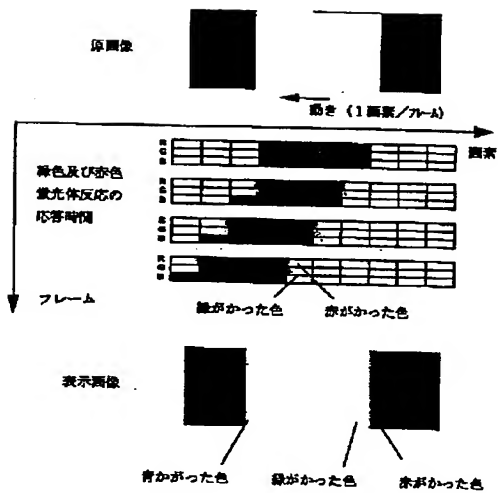 原画像
動き (1画素/フレーム)
画素
緑色及び赤色
蛍光体反応の
応答時間
R
G
B
R
G
B
R
G
B
R
G
B
フレーム
緑がかった色
赤がかった色
表示画像
青かがった色
緑がかった色
赤がかった色